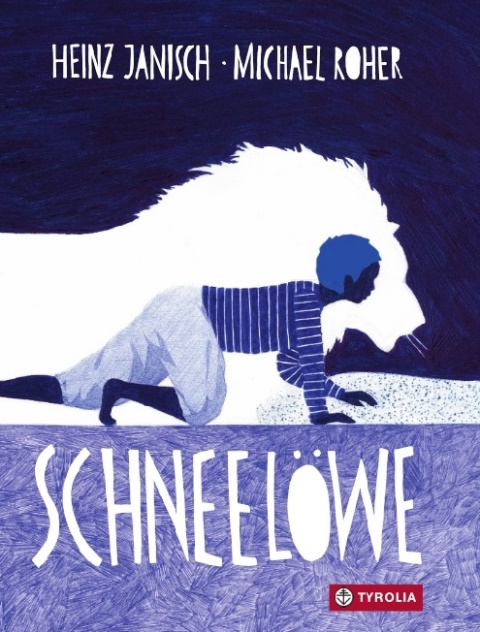 HEINZ JANISCH · MICHAEL ROHER
SCHNEELÖWE
TYROLIA